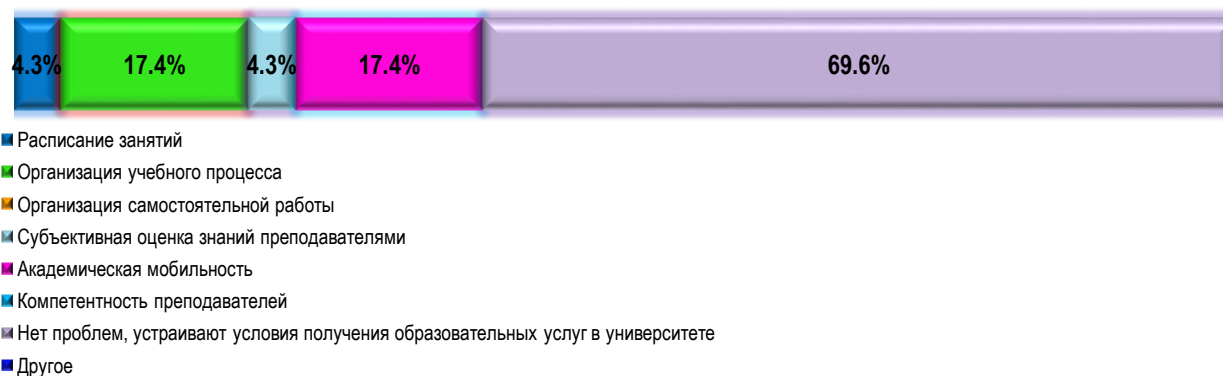 4.3% 17.4% 4.3% 17.4% 69.6%
Расписание занятий
Организация учебного процесса
Организация самостоятельной работы
Субъективная оценка знаний преподавателями
Академическая мобильность
Компетентность преподавателей
Нет проблем, устраивают условия получения образовательных услуг в университете
Другое